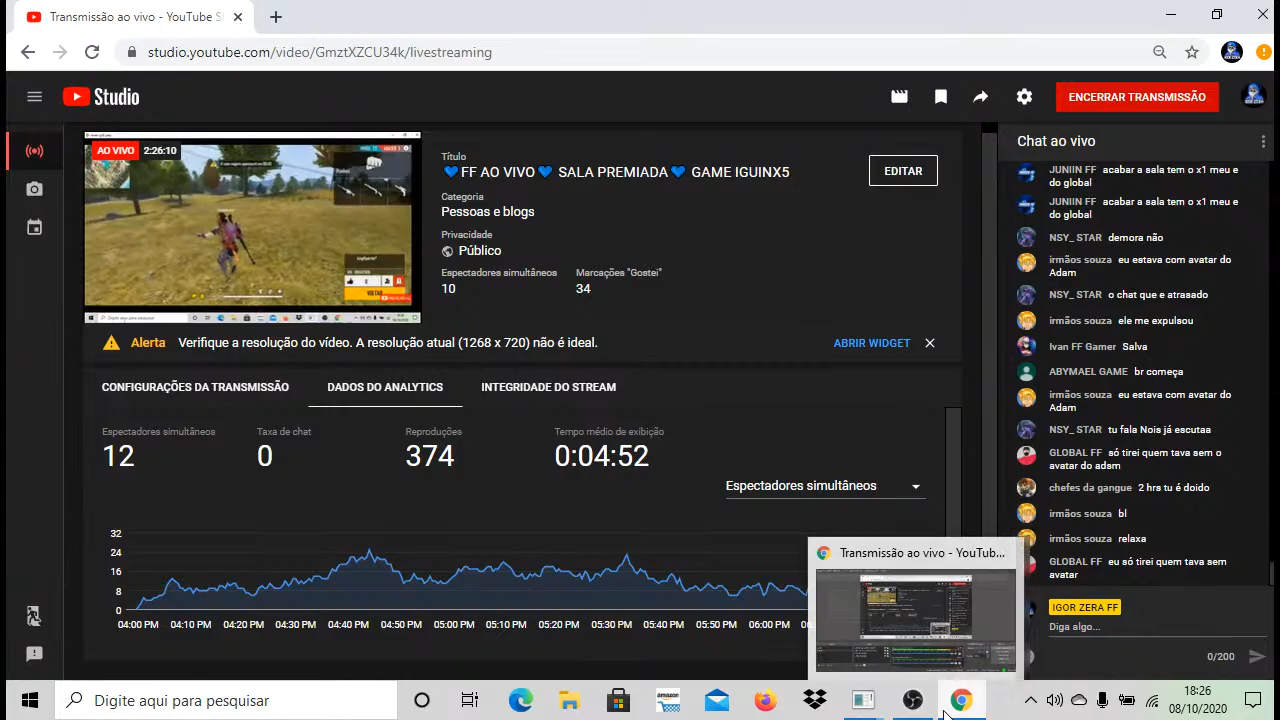 Transmissão ao vivo - YouTube S
studio.youtube.com/video/GmztXZCU34k/livestreaming
Studio
ENCERRAR TRANSMISSÃO
AO VIVO
2:26:10
VOLTAR
Título
💙FF AO VIVO💙 SALA PREMIADA💙 GAME IGUINX5
EDITAR
Categoria
Pessoas e blogs
Privacidade
Público
Espectadores simultâneos
Marcações "Gostei"
10
34
Alerta
Verifique a resolução do vídeo. A resolução atual (1268 x 720) não é ideal.
ABRIR WIDGET
CONFIGURAÇÕES DA TRANSMISSÃO
DADOS DO ANALYTICS
INTEGRIDADE DO STREAM
Espectadores simultâneos
Taxa de chat
Reproduções
Tempo médio de exibição
12
0
374
0:04:52
Espectadores simultâneos
32
24
16
8
0
04:00 PM
04:10 PM
04:20 PM
04:30 PM
04:40 PM
04:50 PM
05:00 PM
05:10 PM
05:20 PM
05:30 PM
05:40 PM
05:50 PM
06:00 PM
Chat ao vivo
JUNIIN FF acabar a sala tem o x1 meu e
do global
JUNIIN FF acabar a sala tem o x1 meu e
do global
NSY_ STAR demora não
irmãos souza eu estava com avatar do
Adam
NSY_ STAR o chat que e atrasado
irmãos souza ele me expulsou
Ivan FF Gamer Salva
ABYMAEL GAME br começa
irmãos souza eu estava com avatar do
Adam
NSY_ STAR tu fala Nois já escutaa
GLOBAL FF só tirei quem tava sem o
avatar do adam
chefes da gangue 2 hrs tu é doido
irmãos souza bl
irmãos souza relaxa
GLOBAL FF eu só tirei tava sem
avatar
IGOR ZERA FF
Diga algo...
0/200
Transmissão ao vivo - YouTub...
Digite aqui para pesquisar
amazon
18:26
08/10/2020